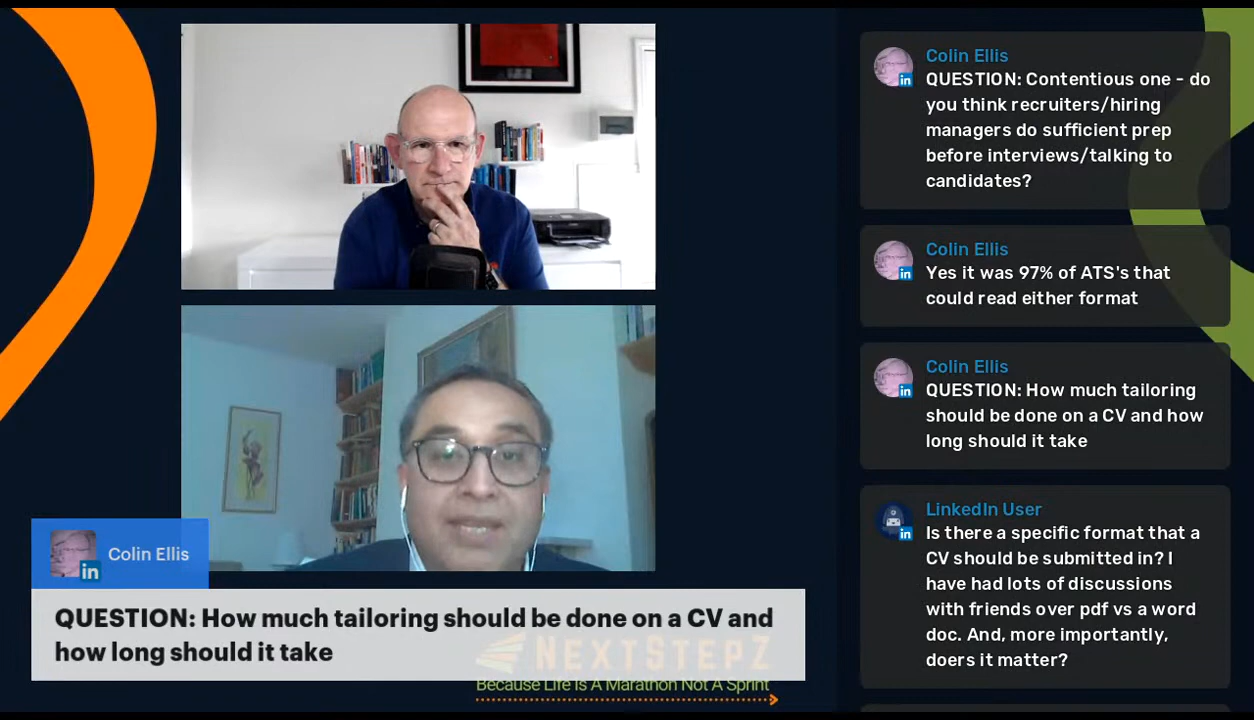 Colin Ellis
QUESTION: Contentious one - do
you think recruiters/hiring
managers do sufficient prep
before interviews/talking to
candidates?
Colin Ellis
Yes it was 97% of ATS's that
could read either format
Colin Ellis
QUESTION: How much tailoring
should be done on a CV and how
long should it take
LinkedIn User
Is there a specific format that a
CV should be submitted in? I
have had lots of discussions
with friends over pdf vs a word
doc. And, more importantly,
doers it matter?
in
in
in
in
Colin Ellis
in
QUESTION: How much tailoring should be done on a CV and
how long should it take
NEXTSTEPZ
Because Life Is A Marathon Not A Sprint